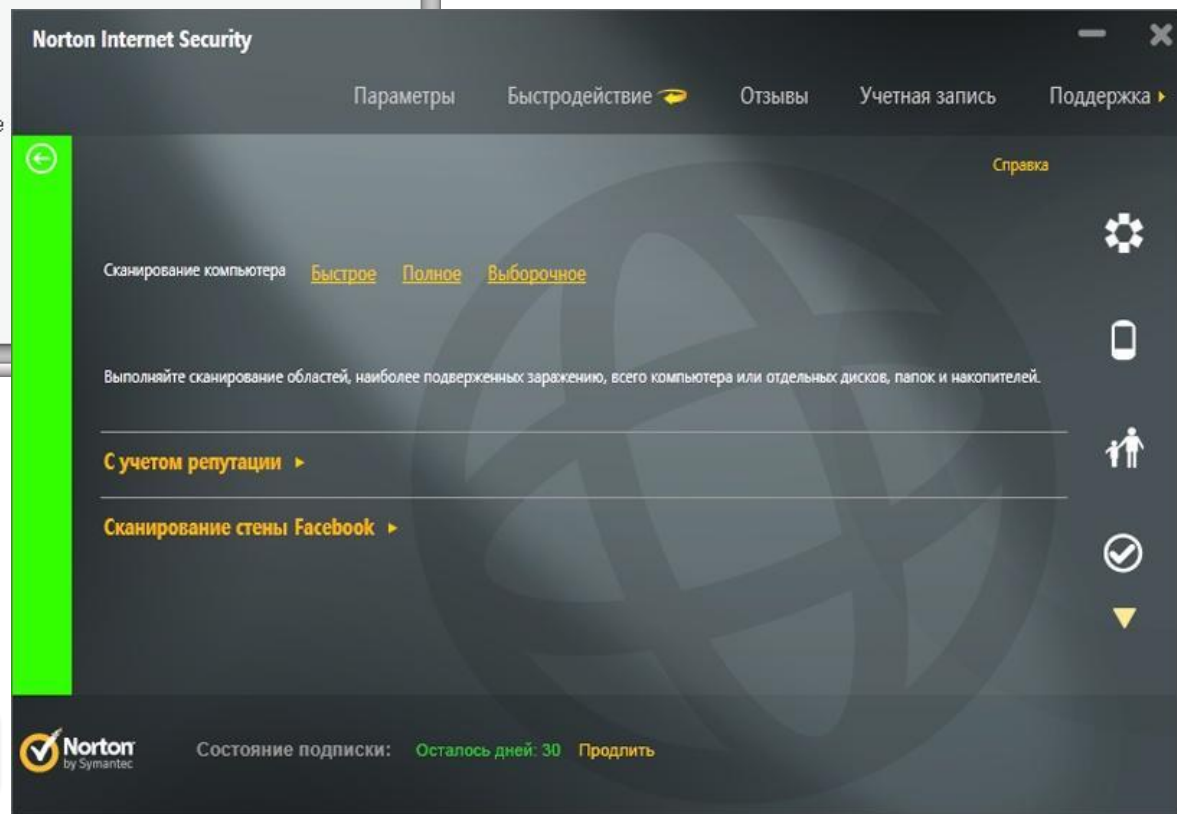 Norton Internet Security
Параметры Быстродействие Отзывы Учетная запись Поддержка
е
Справка
Сканирование компьютера Быстрое Полное Выборочное
Выполняйте сканирование областей, наиболее подверженных заражению, всего компьютера или отдельных дисков, папок и накопителей.
С учетом репутации
Сканирование стены Facebook
Norton
by Symantec
Состояние подписки: Осталось дней: 30 Продлить